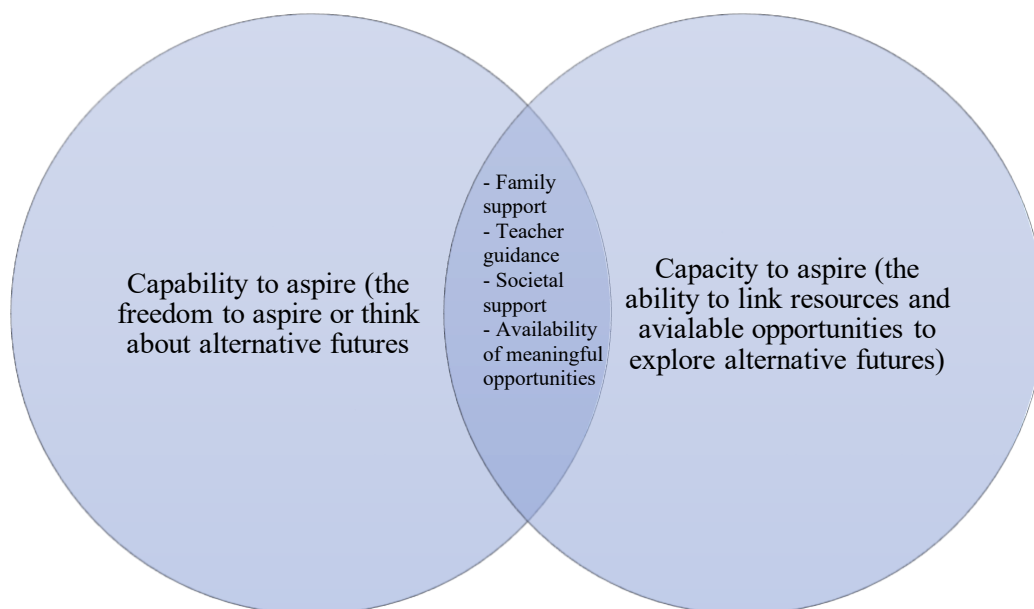 Capability to aspire (the
freedom to aspire or think
about alternative futures
- Family
support
- Teacher
guidance
- Societal
support
- Availability
of meaningful
opportunities
Capacity to aspire (the
ability to link resources and
avialable opportunities to
explore alternative futures)